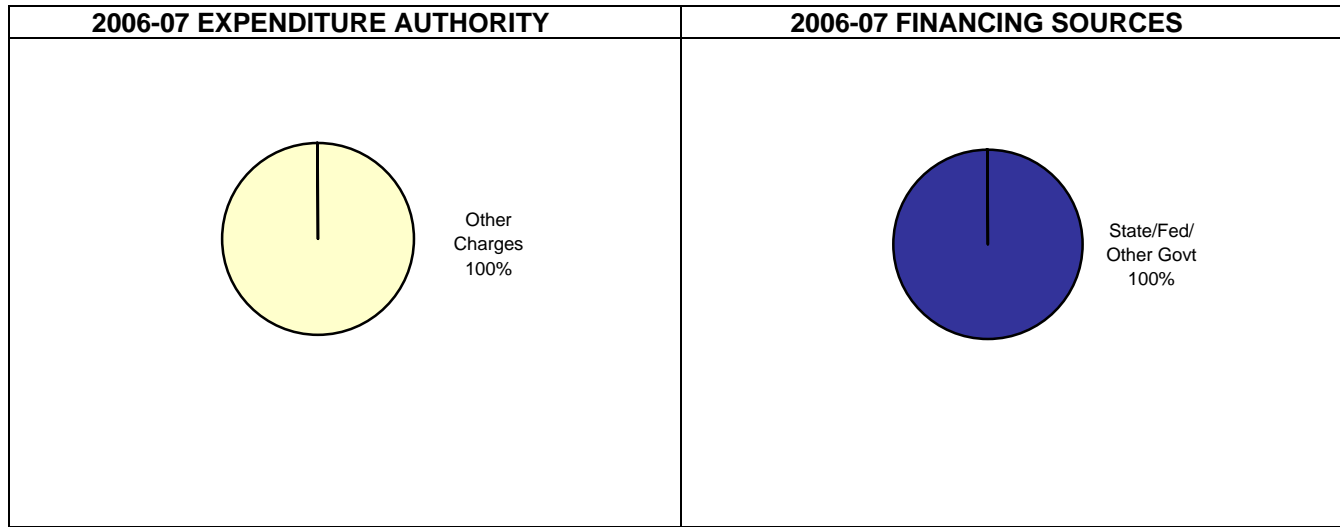 2006-07 EXPENDITURE AUTHORITY
2006-07 FINANCING SOURCES
Other
Charges
100%
State/Fed/
Other Govt
100%